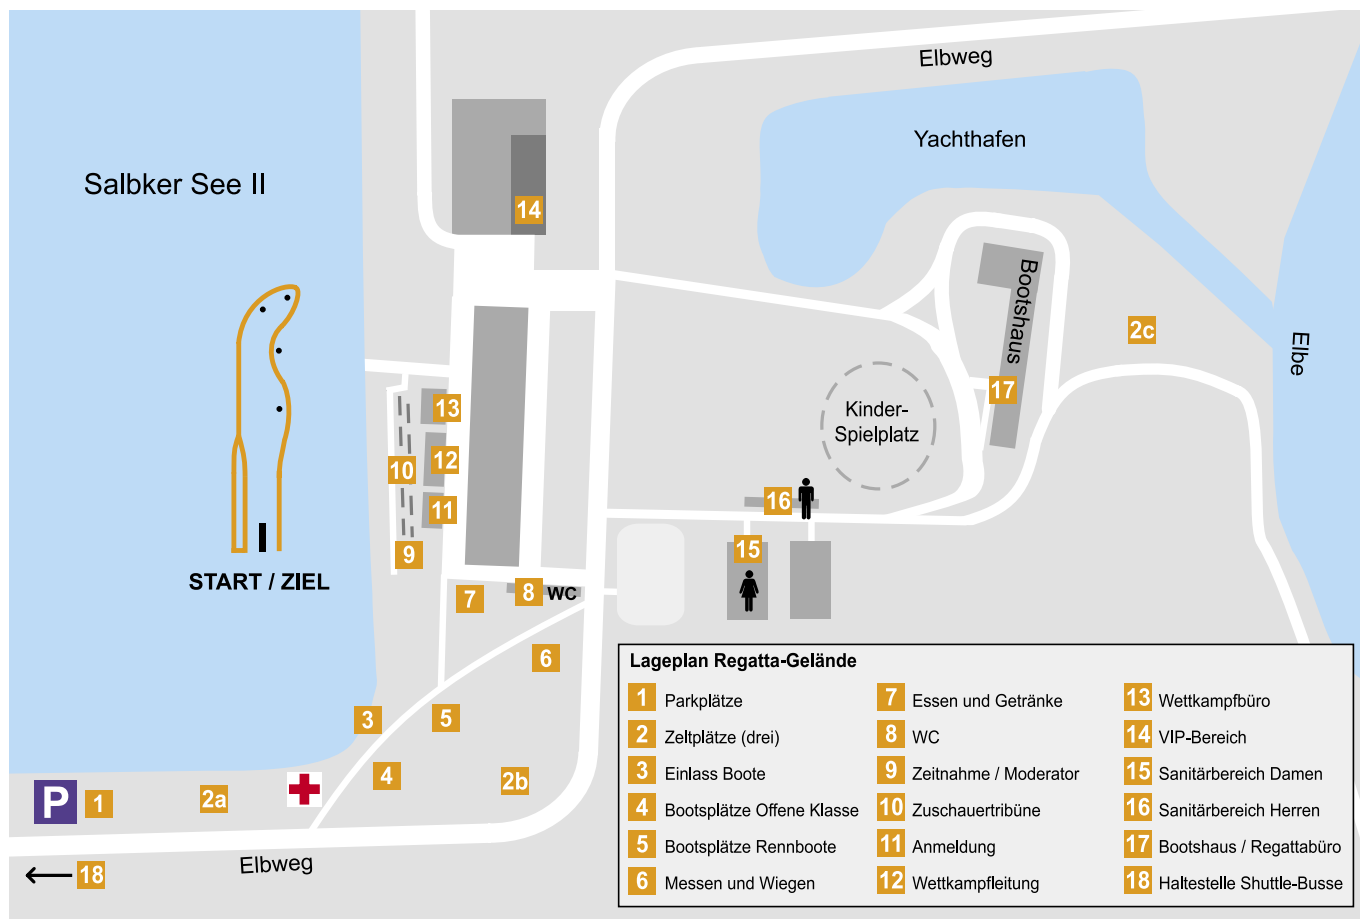 Elbweg
Yachthafen
Salbker See II
14
Bootshaus
2c
Elbe
17
13
Kinder-
Spielplatz
12
10
16
11
9
15
START / ZIEL
7
8
WC
6
3
5
4
2b
P
1
2a
Elbweg
18
Lageplan Regatta-Gelände
1 Parkplätze
2 Zeltplätze (drei)
3 Einlass Boote
4 Bootsplätze Offene Klasse
5 Bootsplätze Rennboote
6 Messen und Wiegen
7 Essen und Getränke
8 WC
9 Zeitnahme / Moderator
10 Zuschauertribüne
11 Anmeldung
12 Wettkampfleitung
13 Wettkampfbüro
14 VIP-Bereich
15 Sanitärbereich Damen
16 Sanitärbereich Herren
17 Bootshaus / Regattabüro
18 Haltestelle Shuttle-Busse